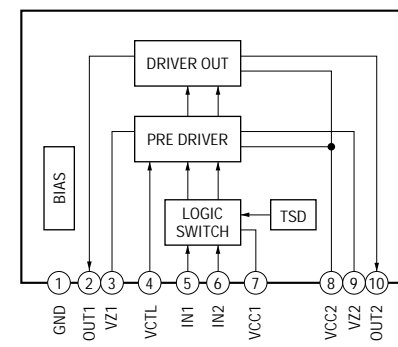 DRIVER OUT
PRE DRIVER
BIAS
LOGIC
SWITCH
TSD
1 2 3 4 5 6 7 8 9 10
GND OUT1 VZ1 VCTL IN1 IN2 VCC1 VCC2 VZ2 OUT2